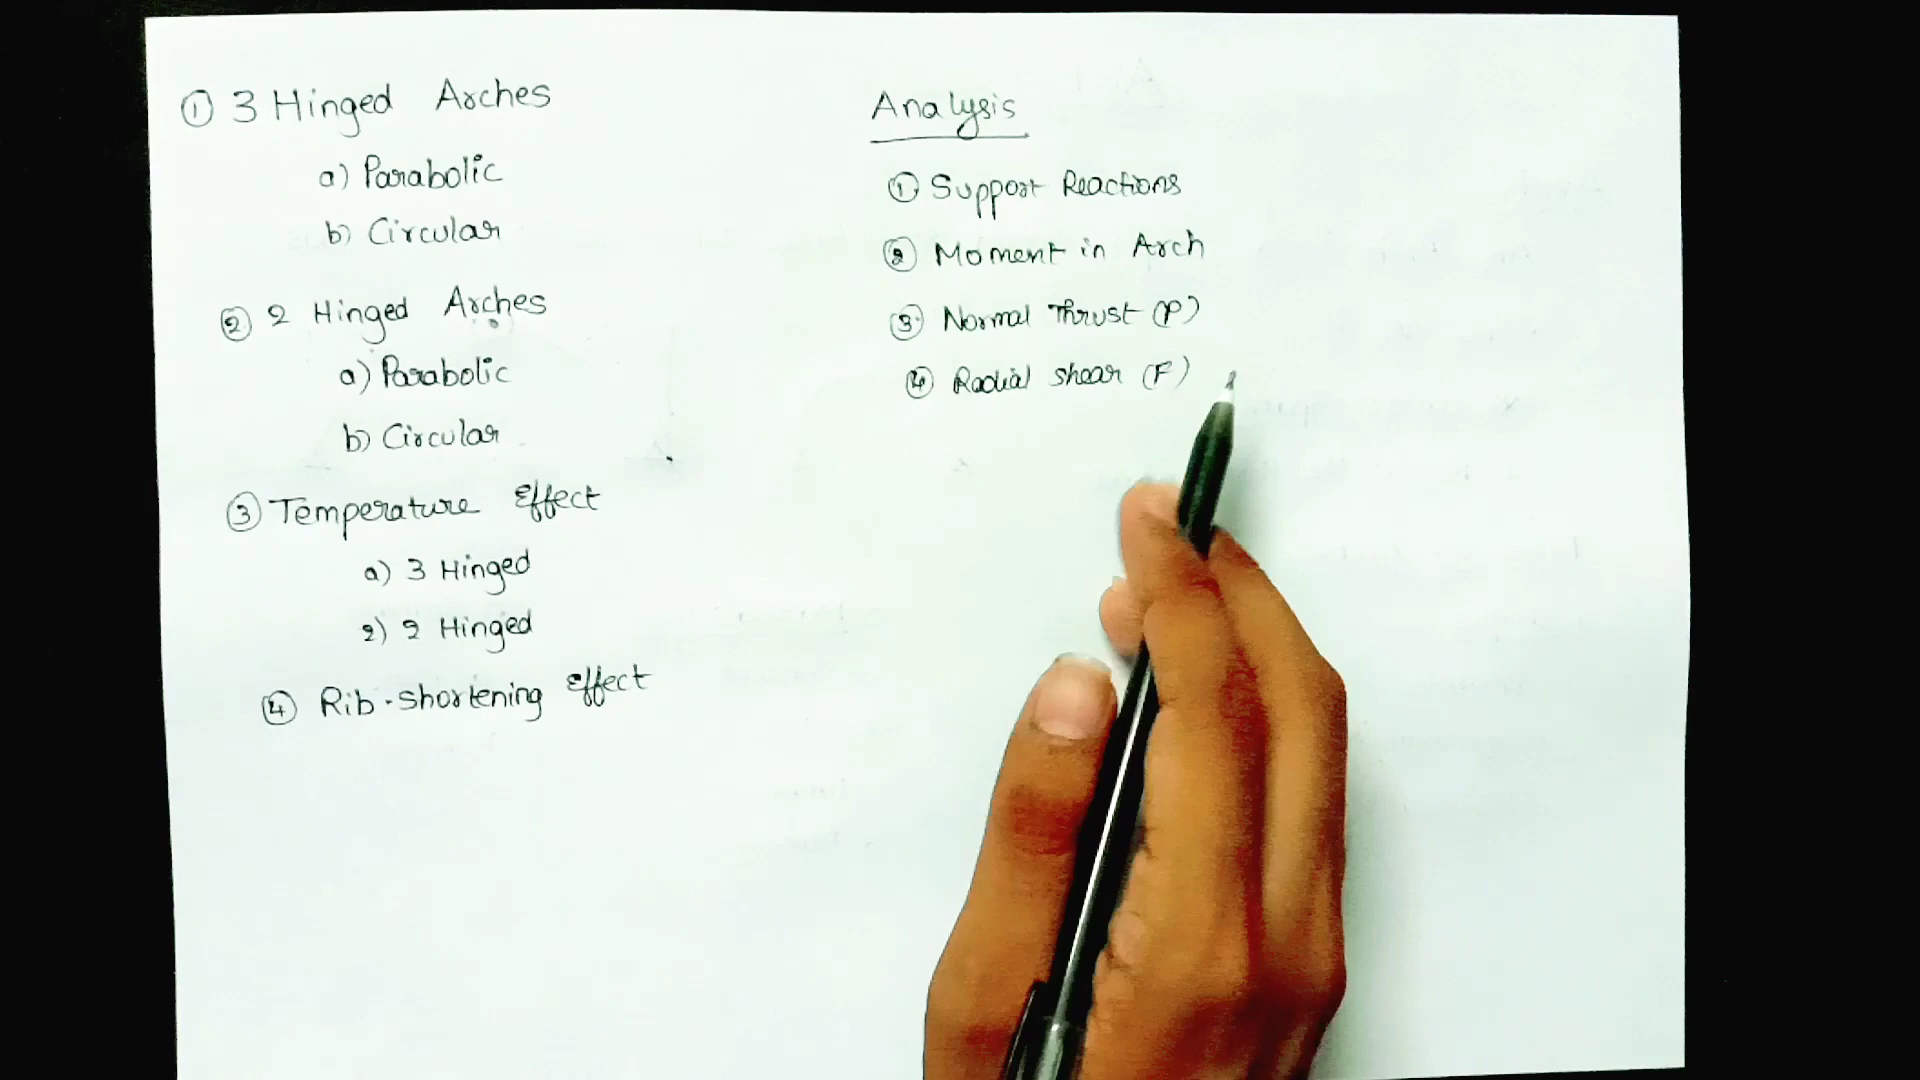 ① 3 Hinged Arches
a) Parabolic
b) Circular
② 2 Hinged Arches
a) Parabolic
b) Circular
③ Temperature Effect
a) 3 Hinged
2) 2 Hinged
④ Rib-shortening effect
Analysis
① Support Reactions
② Moment in Arch
③ Normal Thrust (P)
④ Radial shear (F)